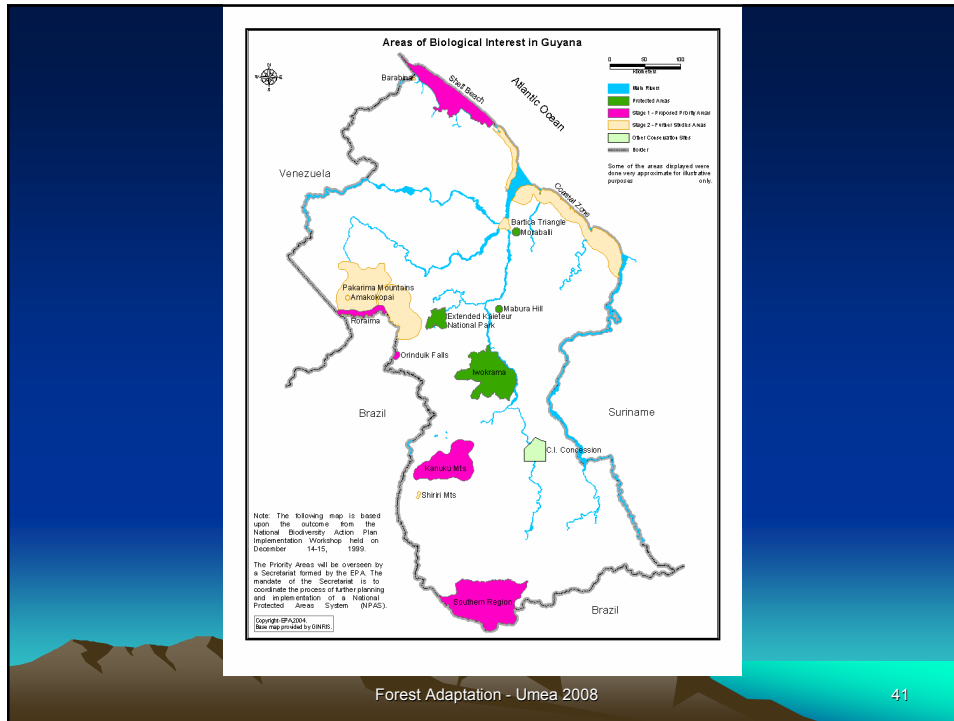 Areas of Biological Interest in Guyana
0 50 100
Kilometers
Main Rivers
Protected Areas
Stage 1 - Proposed Priority Areas
Stage 2 - Further Studies Areas
Other Conservation Sites
Border
Some of the areas displayed were
done very approximate for illustrative
purposes only.
N
W E
S
Barabina
Shell Beach
Atlantic Ocean
Venezuela
Coastal Zone
Bartica Triangle
Moraballi
Pakarima Mountains
Amakokopai
Roraima
Extended Kaieteur
National Park
Mabura Hill
Orinduik Falls
Iwokrama
Brazil
Suriname
Kanuku Mts.
C.I. Concession
Shiriri Mts
Southern Region
Brazil
Note: The following map is based
upon the outcome from the
National Biodiversity Action Plan
Implementation Workshop held on
December 14-15, 1999.
The Priority Areas will be overseen by
a Secretariat formed by the EPA. The
mandate of the Secretariat is to
coordinate the process of further planning
and implementation of a National
Protected Areas System (NPAS).
Copyright-EPA,2004.
Base map provided by GINRIS.
Forest Adaptation - Umea 2008
41